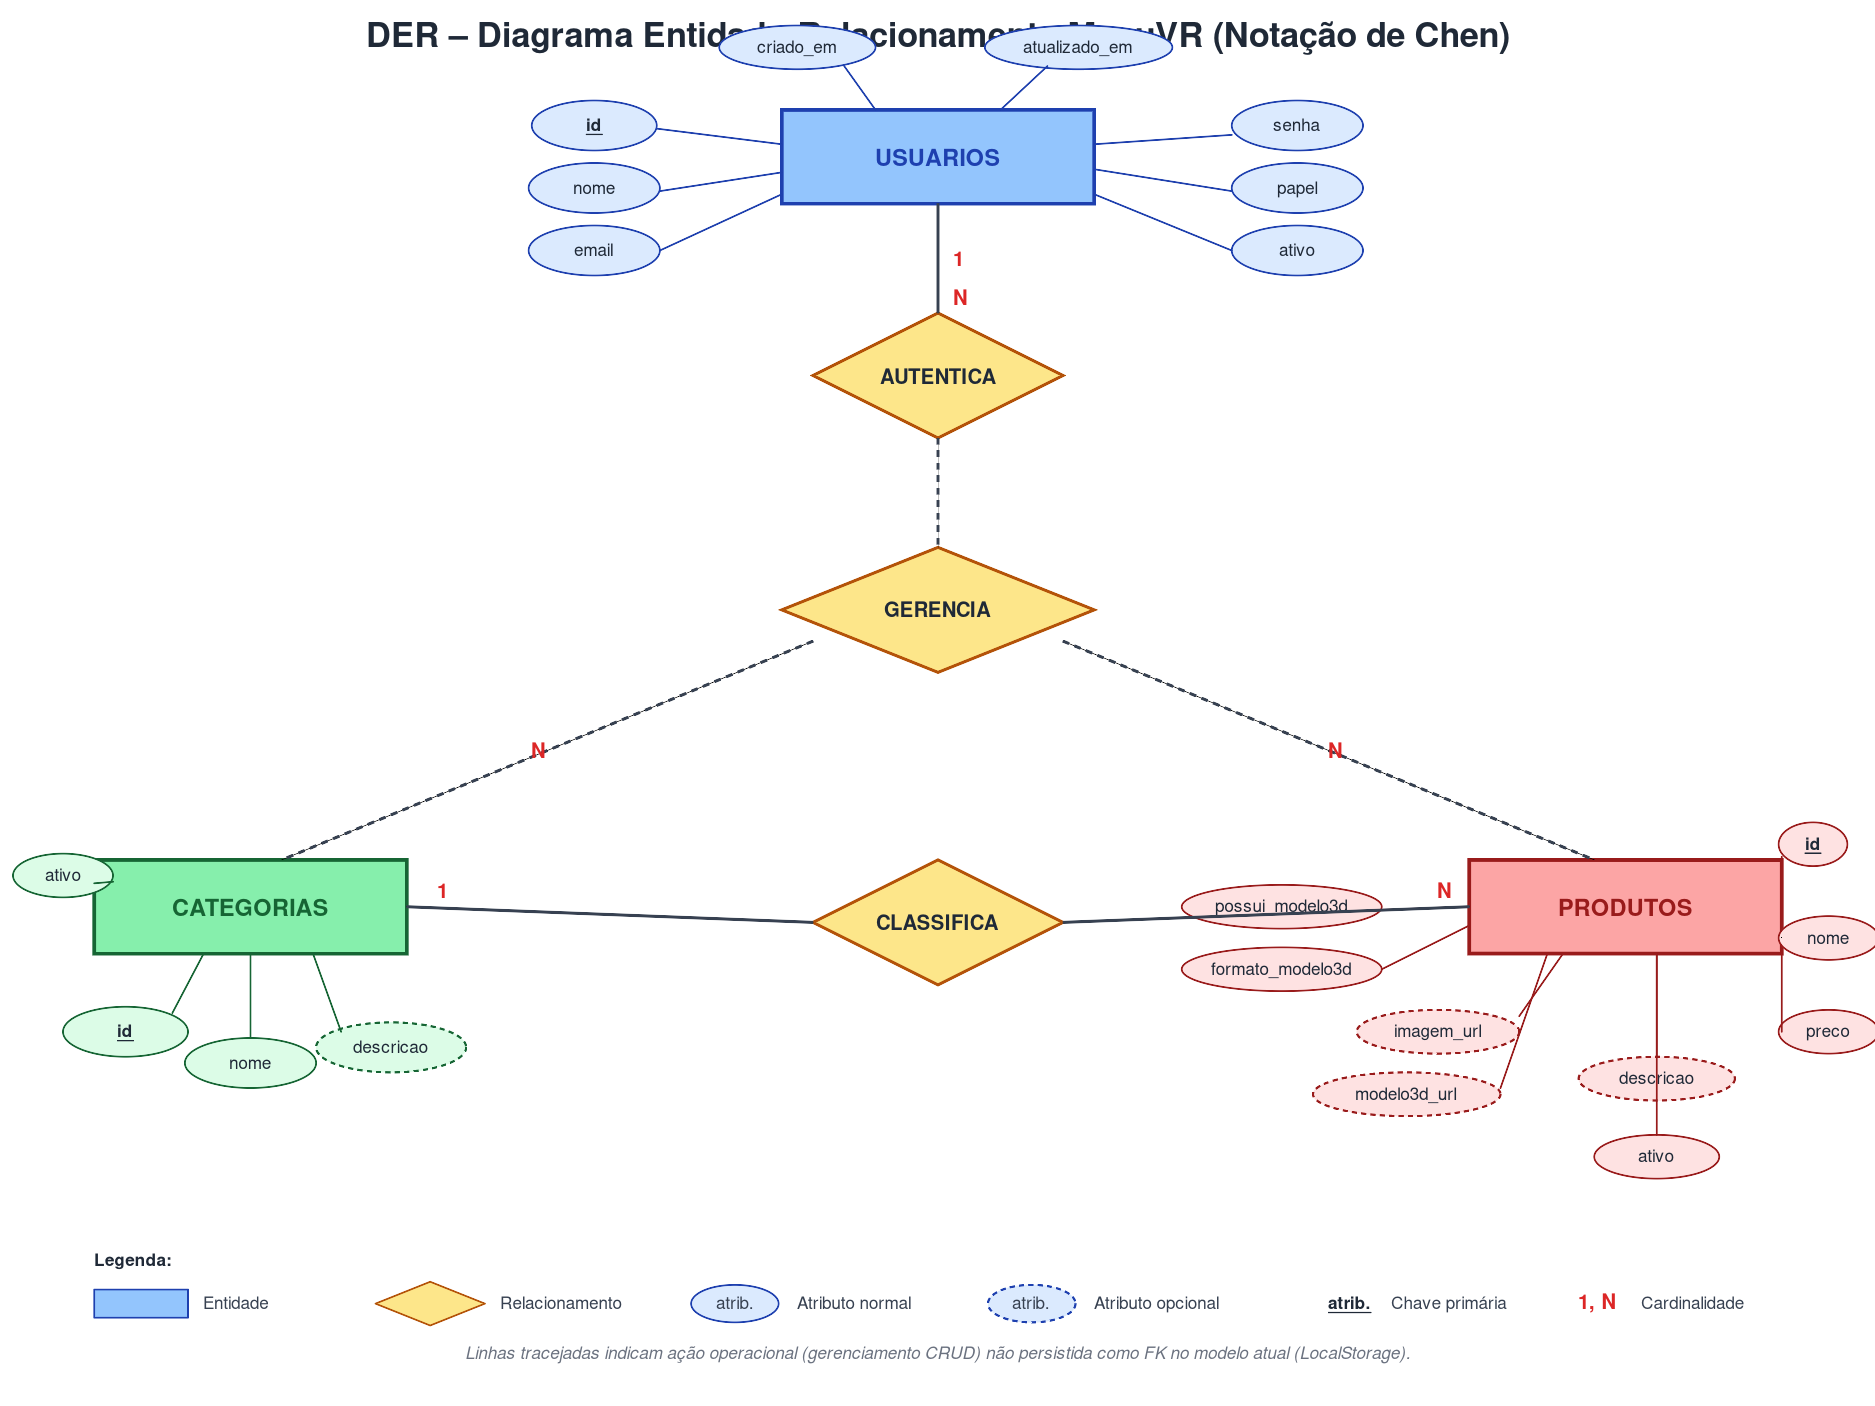 DER – Diagrama Entidade Relacionamento MenuVR (Notação de Chen)
criado_em
atualizado_em
id
nome
email
USUARIOS
senha
papel
ativo
1
N
AUTENTICA
GERENCIA
N
N
ativo
CATEGORIAS
1
id
nome
descricao
CLASSIFICA
possui_modelo3d
N
PRODUTOS
id
nome
preco
formato_modelo3d
imagem_url
modelo3d_url
descricao
ativo
Legenda:
Entidade
Relacionamento
atrib.
Atributo normal
atrib.
Atributo opcional
atrib.
Chave primária
1, N
Cardinalidade
Linhas tracejadas indicam ação operacional (gerenciamento CRUD) não persistida como FK no modelo atual (LocalStorage).